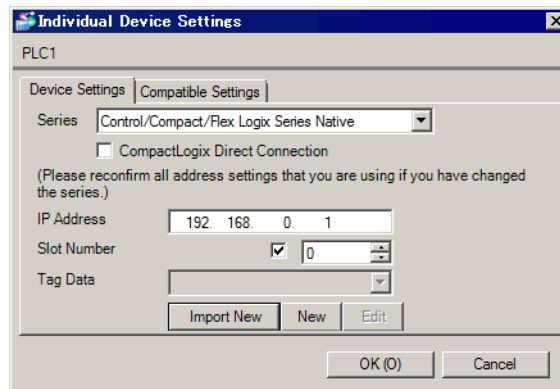 Individual Device Settings
PLC1
Device Settings
Compatible Settings
Series
Control/Compact/Flex Logix Series Native
CompactLogix Direct Connection
(Please reconfirm all address settings that you are using if you have changed
the series.)
IP Address
192. 168. 0. 1
Slot Number
0
Tag Data
Import New
New
Edit
OK (O)
Cancel